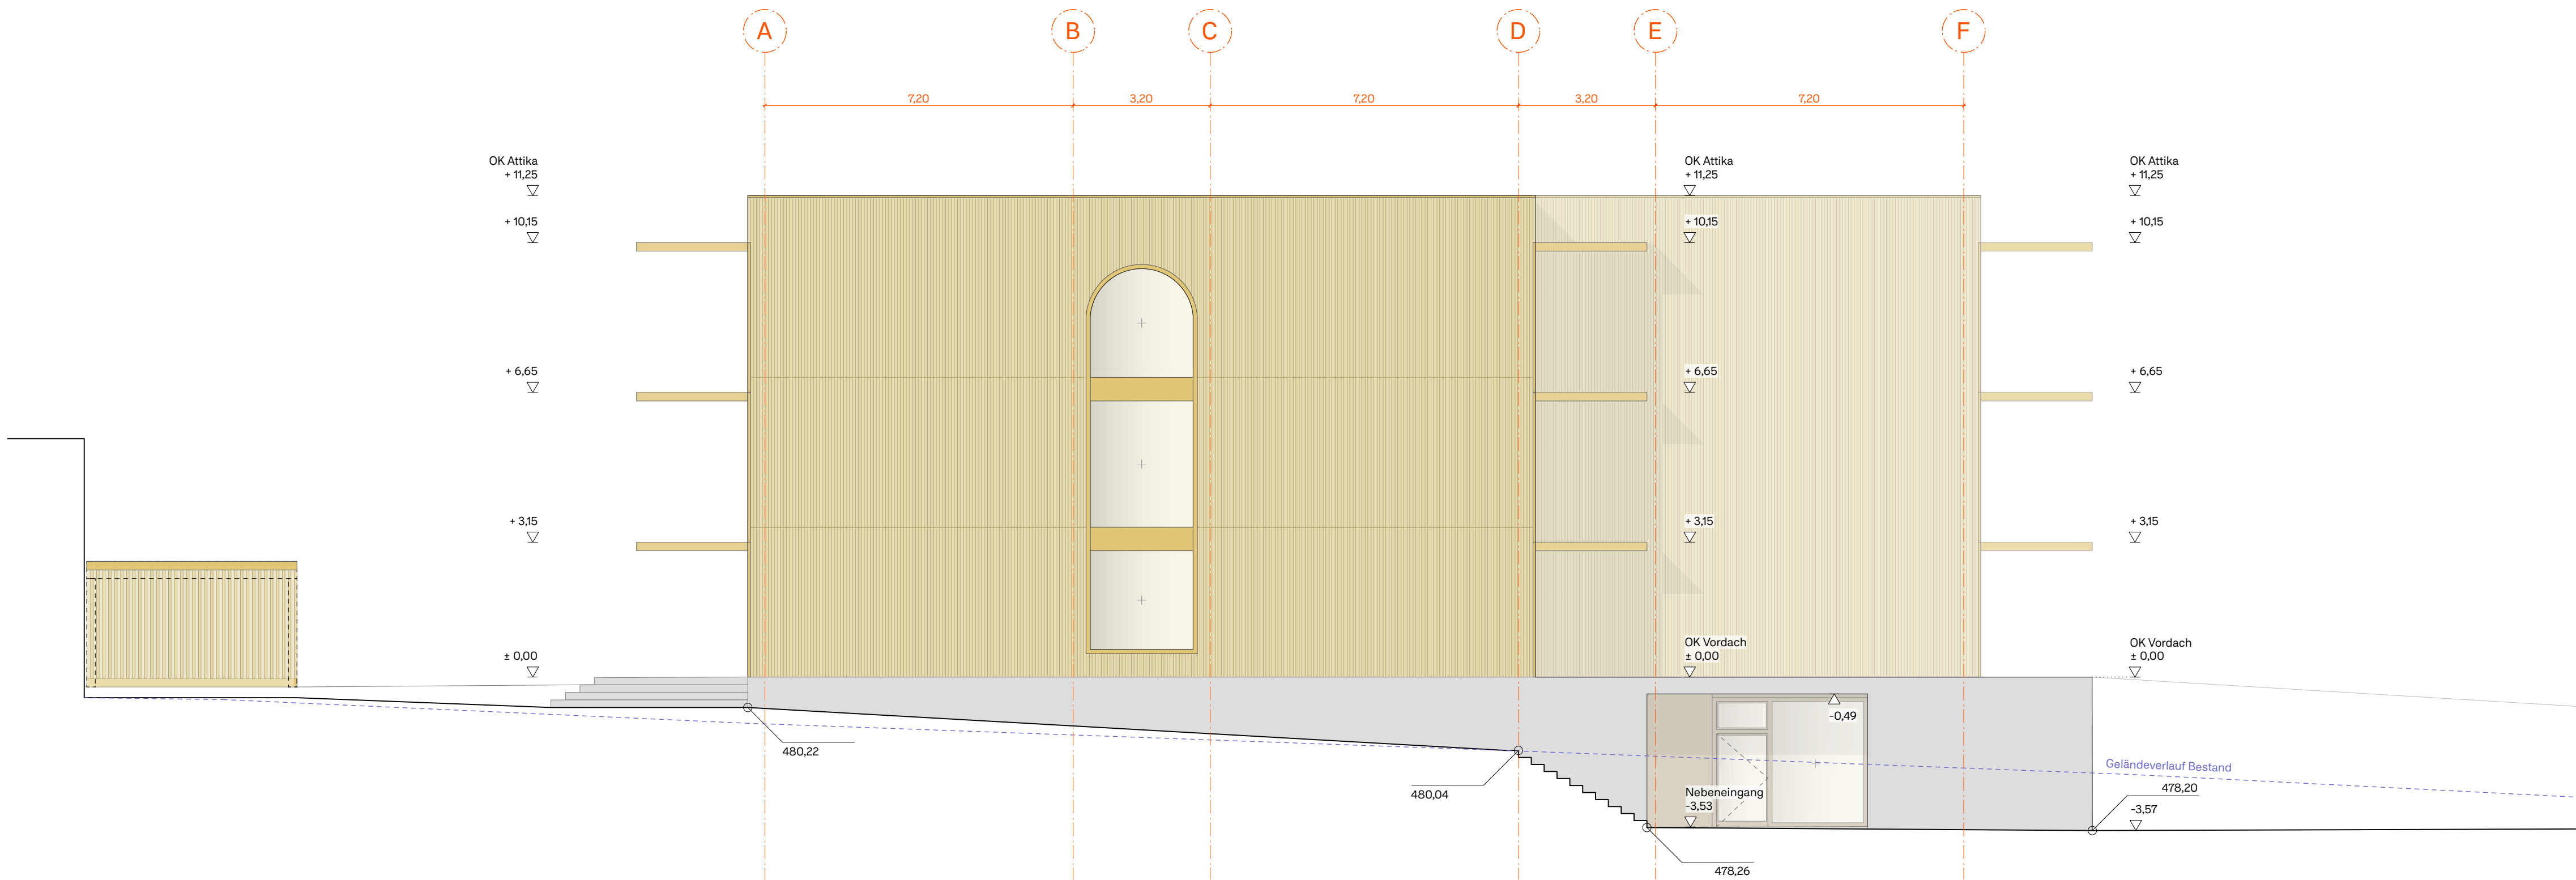 A B C D E F
7,20 3,20 7,20 3,20 7,20
OK Attika OK Attika OK Attika
+ 11,25 + 11,25 + 11,25
+ 10,15 + 10,15 + 10,15
+ 6,65 + 6,65 + 6,65
+ 3,15 + 3,15 + 3,15
OK Vordach OK Vordach
± 0,00 ± 0,00 ± 0,00
-0,49
480,22
Geländeverlauf Bestand
478,20
480,04
Nebeneingang
-3,53
-3,57
478,26